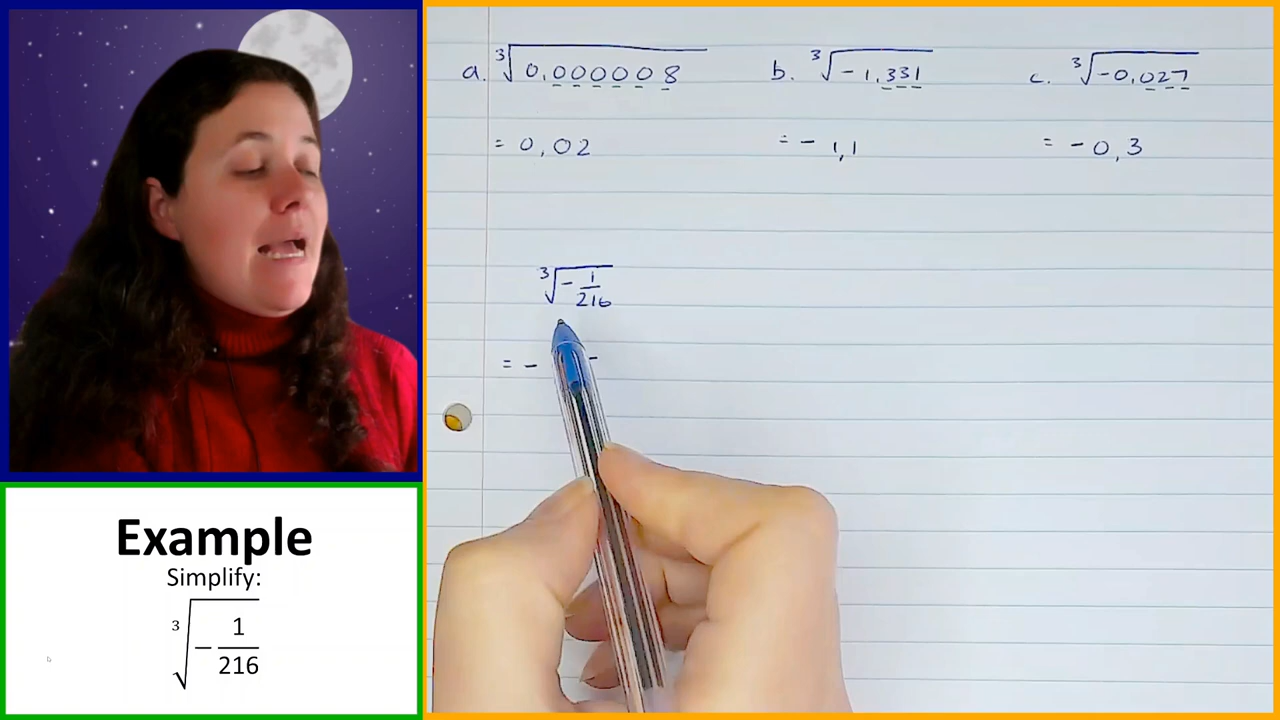 a. ∛0,000008
b. ∛-1,331
c. ∛-0,027
= 0,02
= - 1,1
= - 0,3
∛- 1/216
= -
Example
Simplify:
∛- 1/216